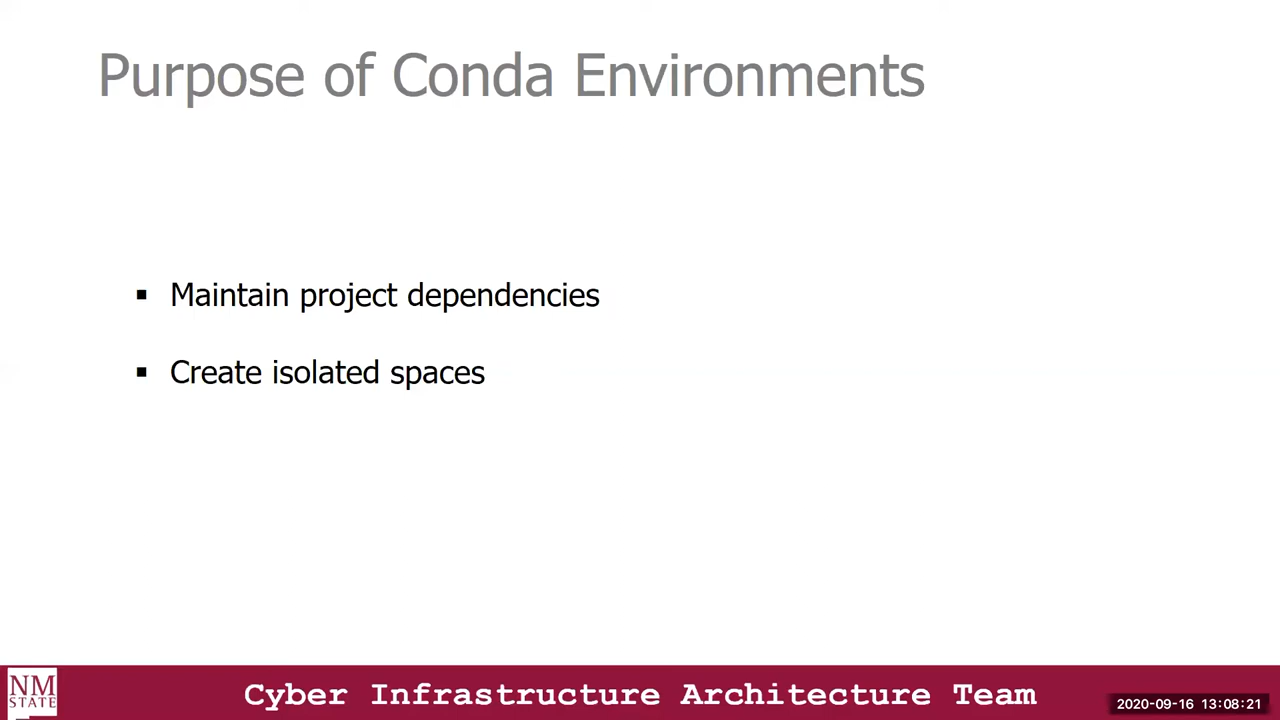 Purpose of Conda Environments
▪ Maintain project dependencies
▪ Create isolated spaces
NM
STATE
Cyber Infrastructure Architecture Team
2020-09-16 13:08:21